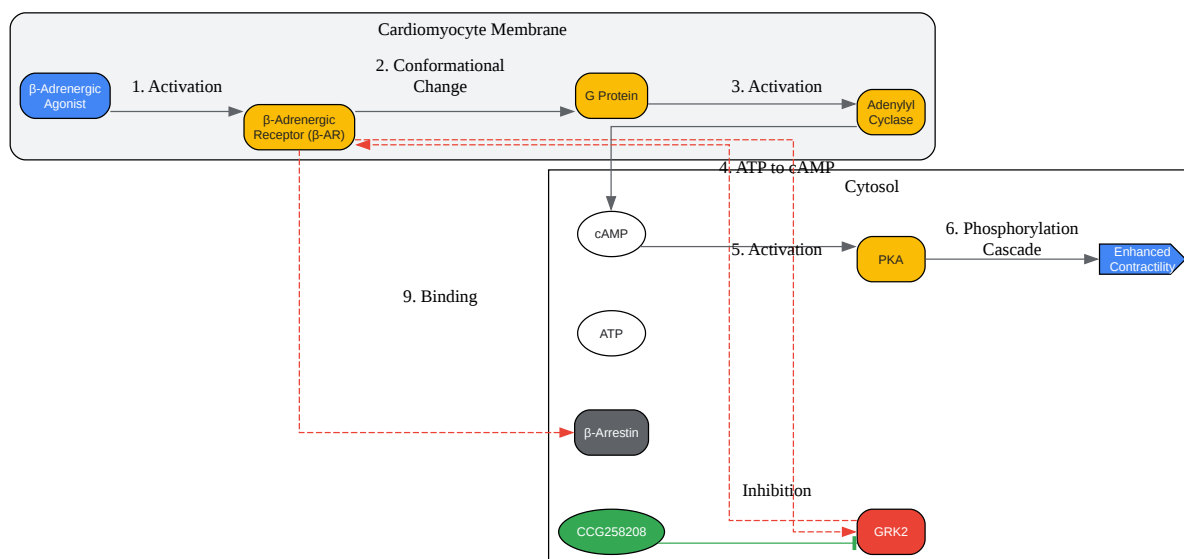 Cardiomyocyte Membrane
β-Adrenergic
Agonist
1. Activation
β-Adrenergic
Receptor (β-AR)
2. Conformational
Change
G Protein
3. Activation
Adenylyl
Cyclase
4. ATP to cAMP
Cytosol
cAMP
5. Activation
PKA
6. Phosphorylation
Cascade
Enhanced
Contractility
9. Binding
ATP
β-Arrestin
Inhibition
CCG258208
GRK2